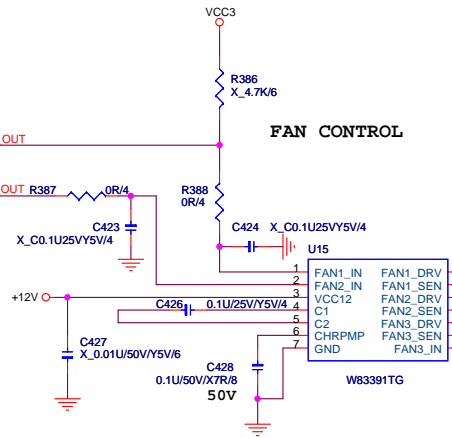 VCC3
R386
X_4.7K/6
FAN CONTROL
OUT
OUT R387 0R/4
R388
0R/4
C423
X_C0.1U25VY5V/4
C424 X_C0.1U25VY5V/4
U15
1 FAN1_IN FAN1_DRV
2 FAN2_IN FAN1_SEN
+12V 3 VCC12 FAN2_DRV
C426 0.1U/25V/Y5V/4 4 C1 FAN2_SEN
5 C2 FAN3_DRV
6 CHRPMP FAN3_SEN
7 GND FAN3_IN
C427
X_0.01U/50V/Y5V/6
C428
0.1U/50V/X7R/8
50V
W83391TG